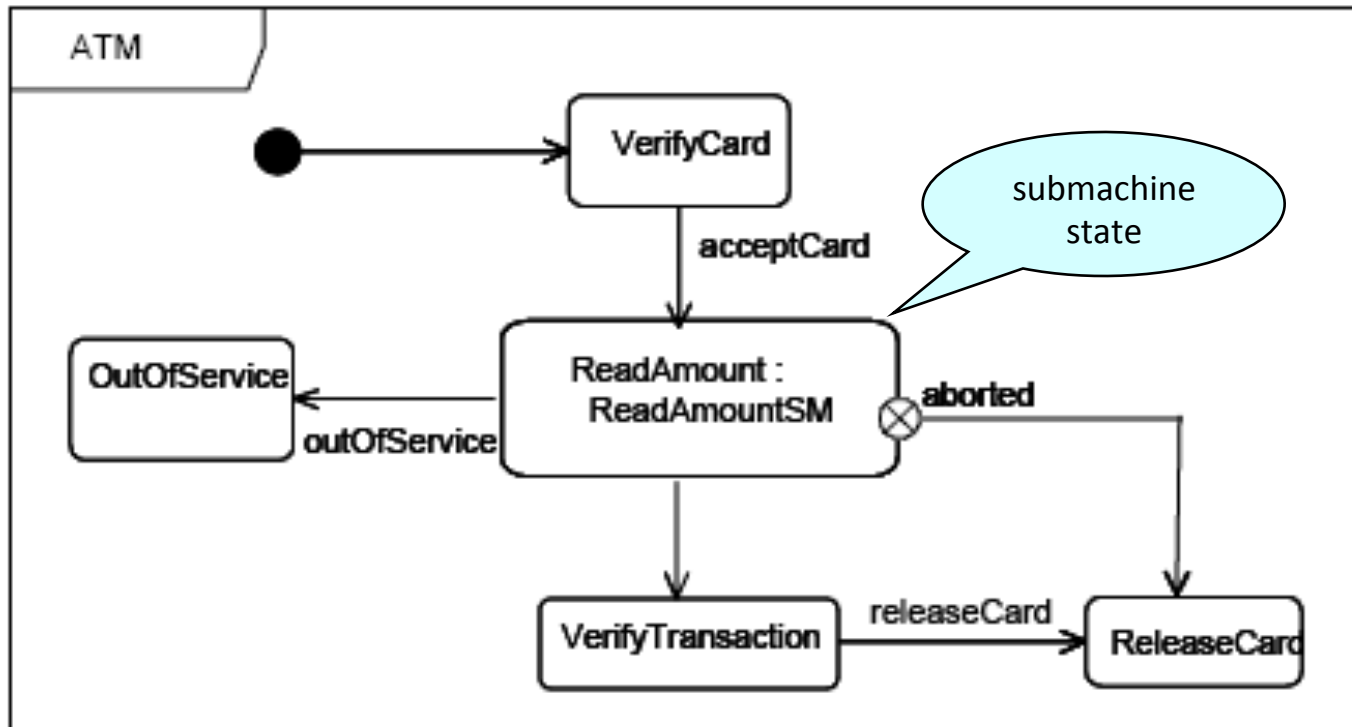 ATM
VerifyCard
submachine
state
acceptCard
ReadAmount :
ReadAmountSM
OutOfService
aborted
outOfService
releaseCard
VerifyTransaction
ReleaseCard